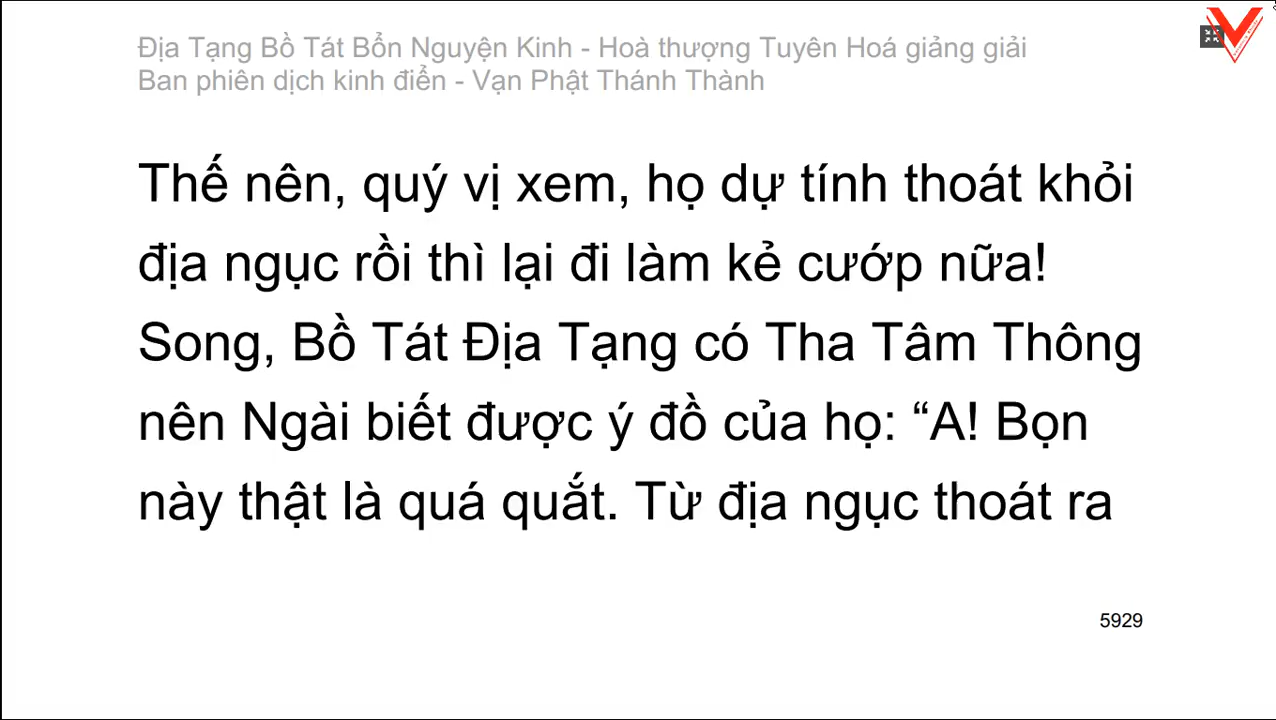 Địa Tạng Bồ Tát Bổn Nguyện Kinh - Hoà thượng Tuyên Hoá giảng giải
Ban phiên dịch kinh điển - Vạn Phật Thánh Thành
Thế nên, quý vị xem, họ dự tính thoát khỏi
địa ngục rồi thì lại đi làm kẻ cướp nữa!
Song, Bồ Tát Địa Tạng có Tha Tâm Thông
nên Ngài biết được ý đồ của họ: “A! Bọn
này thật là quá quắt. Từ địa ngục thoát ra
5929